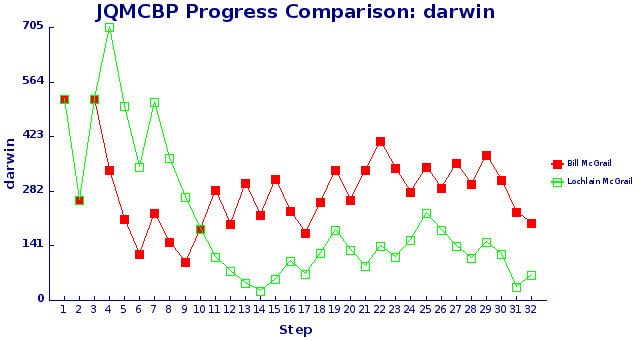 JQMCBP Progress Comparison: darwin
705
564
423
282
141
0
darwin
1 2 3 4 5 6 7 8 9 10 11 12 13 14 15 16 17 18 19 20 21 22 23 24 25 26 27 28 29 30 31 32
Step
Bill McGrail
Lochlain McGrail